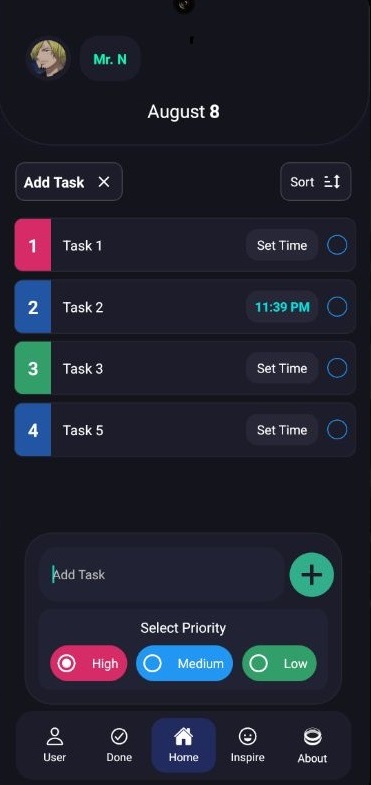 Mr. N
August 8
Add Task
Sort
1 Task 1 Set Time
2 Task 2 11:39 PM
3 Task 3 Set Time
4 Task 5 Set Time
Add Task
Select Priority
High Medium Low
User Done Home Inspire About